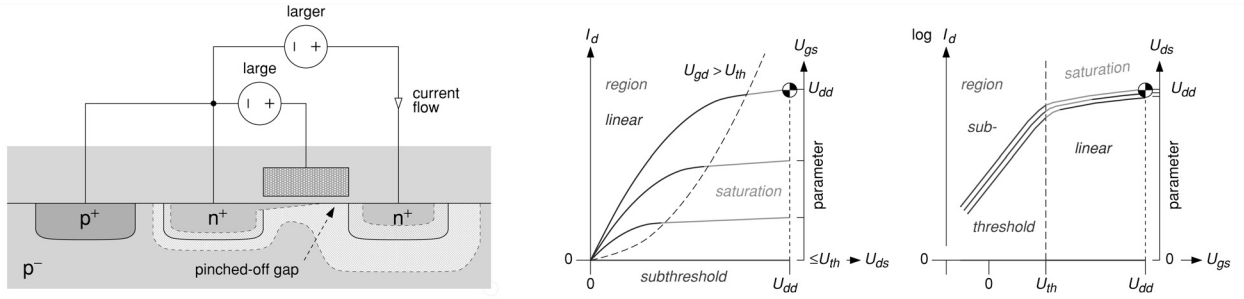 larger
− +
large
− +
current
flow
p⁺
n⁺
n⁺
p⁻
pinched-off gap
I_d
U_gs
region
U_gd > U_th
linear
U_dd
saturation
parameter
0
≤U_th
U_ds
subthreshold
0
U_dd
log I_d
U_ds
region
saturation
U_dd
sub-
linear
parameter
threshold
0
0
U_gs
0
U_th
U_dd